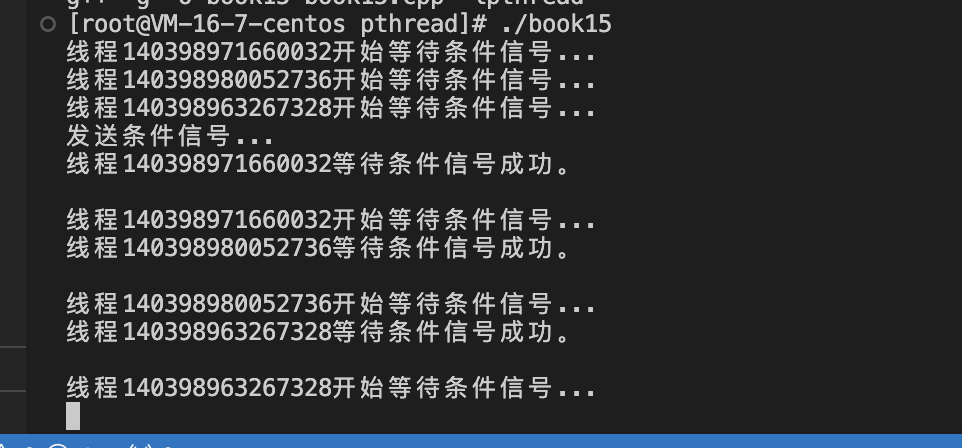 [root@VM-16-7-centos pthread]# ./book15
线程140398971660032开始等待条件信号...
线程140398980052736开始等待条件信号...
线程140398963267328开始等待条件信号...
发送条件信号...
线程140398971660032等待条件信号成功。
线程140398971660032开始等待条件信号...
线程140398980052736等待条件信号成功。
线程140398980052736开始等待条件信号...
线程140398963267328等待条件信号成功。
线程140398963267328开始等待条件信号...